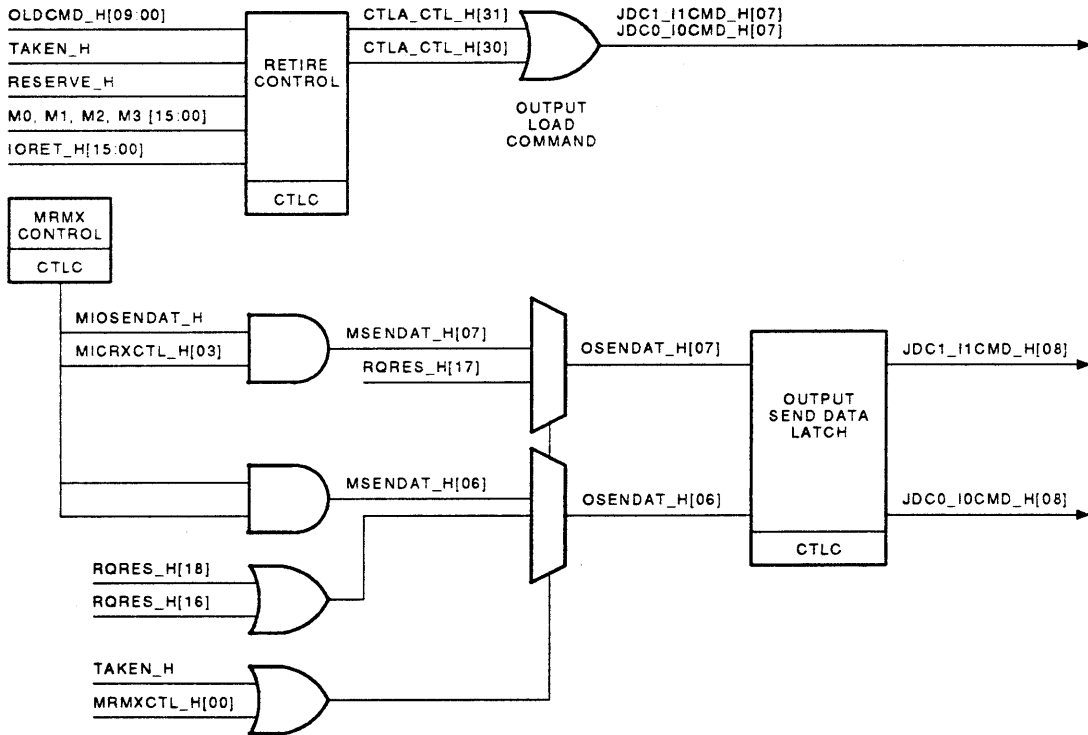 OLDCMD_H[09:00]
TAKEN_H
RESERVE_H
M0, M1, M2, M3 [15:00]
IORET_H[15:00]
RETIRE
CONTROL
CTLC
CTLA_CTL_H[31]
CTLA_CTL_H[30]
OUTPUT
LOAD
COMMAND
JDC1_I1CMD_H[07]
JDC0_I0CMD_H[07]
MRMX
CONTROL
CTLC
MIOSENDAT_H
MICRXCTL_H[03]
MSENDAT_H[07]
RQRES_H[17]
OSENDAT_H[07]
OUTPUT
SEND DATA
LATCH
CTLC
JDC1_I1CMD_H[08]
MSENDAT_H[06]
OSENDAT_H[06]
JDC0_I0CMD_H[08]
RQRES_H[18]
RQRES_H[16]
TAKEN_H
MRMXCTL_H[00]